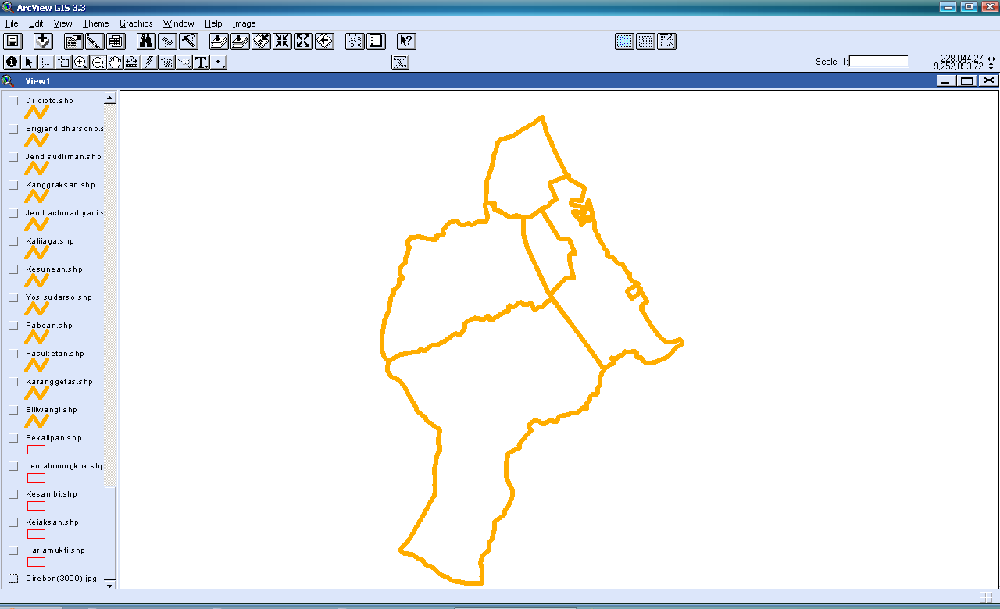 ArcView GIS 3.3
File Edit View Theme Graphics Window Help Image
Scale 1:
228,044.27
9,252,093.72
View1
Dr cipto.shp
Brigjend dharsono.s
Jend sudirman.shp
Kanggraksan.shp
Jend achmad yani.s
Kalijaga.shp
Kesunean.shp
Yos sudarso.shp
Pabean.shp
Pasuketan.shp
Karanggetas.shp
Siliwangi.shp
Pekalipan.shp
Lemahwungkuk.shp
Kesambi.shp
Kejaksan.shp
Harjamukti.shp
Cirebon(3000).jpg